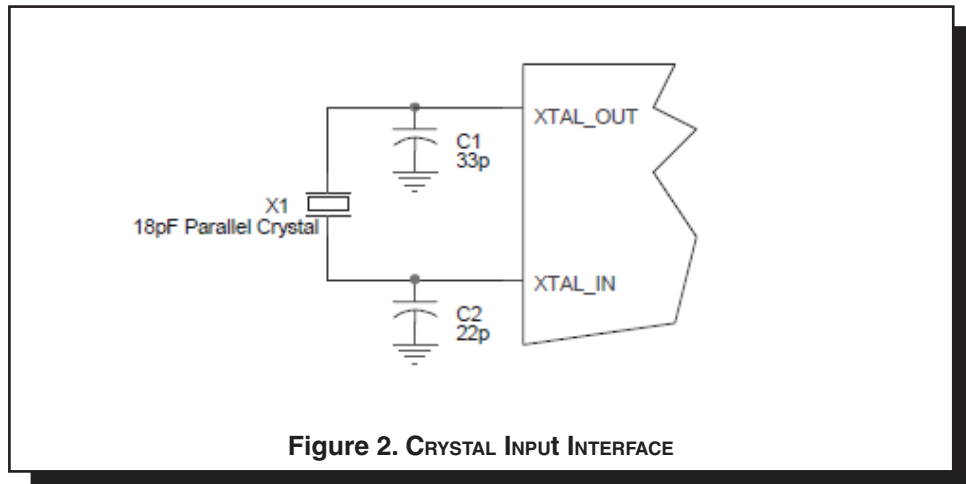 XTAL_OUT
C1
33p
X1
18pF Parallel Crystal
XTAL_IN
C2
22p
Figure 2. CRYSTAL INPUt INTERFACE